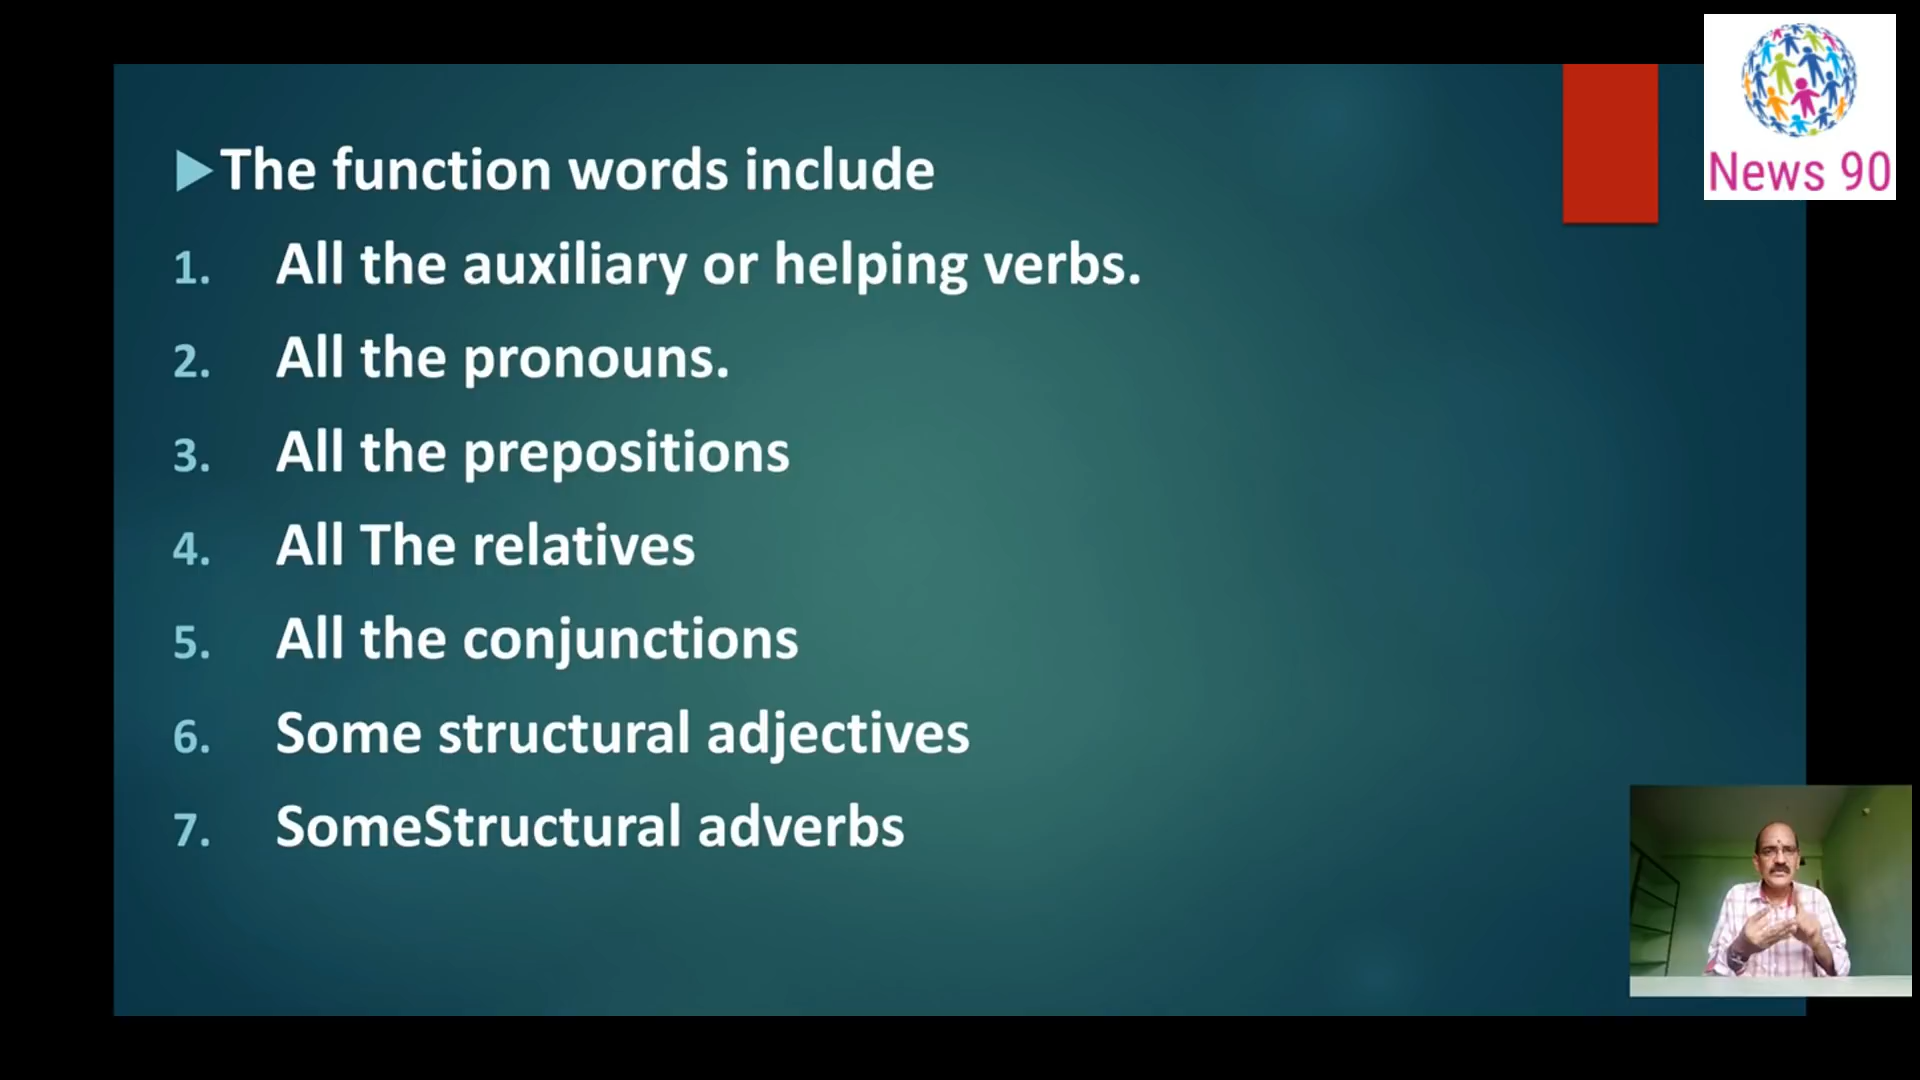 The function words include
1. All the auxiliary or helping verbs.
2. All the pronouns.
3. All the prepositions
4. All The relatives
5. All the conjunctions
6. Some structural adjectives
7. SomeStructural adverbs
News 90